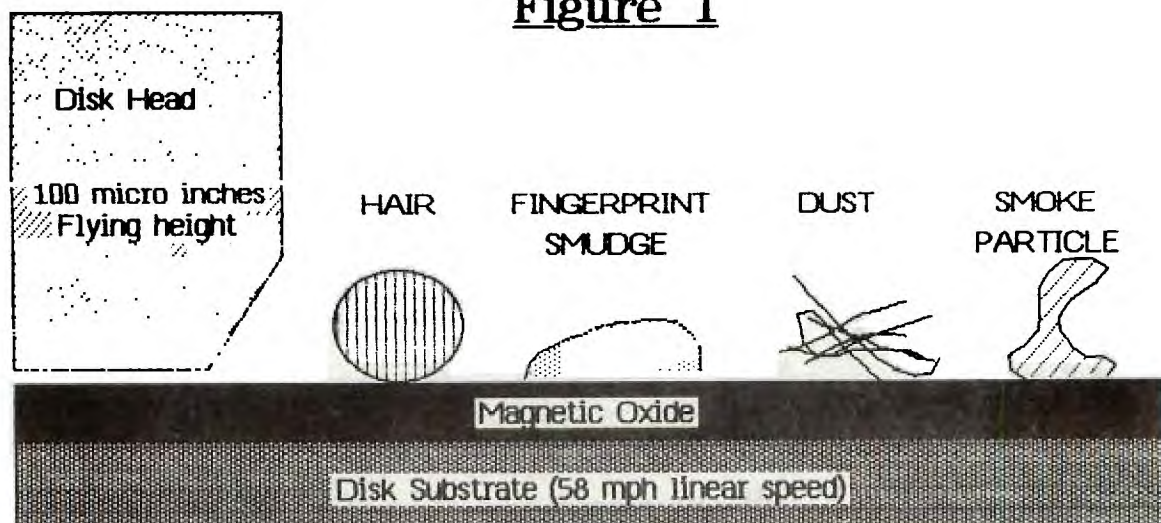 Figure 1
Disk Head
100 micro inches
Flying height
HAIR
FINGERPRINT
SMUDGE
DUST
SMOKE
PARTICLE
Magnetic Oxide
Disk Substrate (58 mph linear speed)